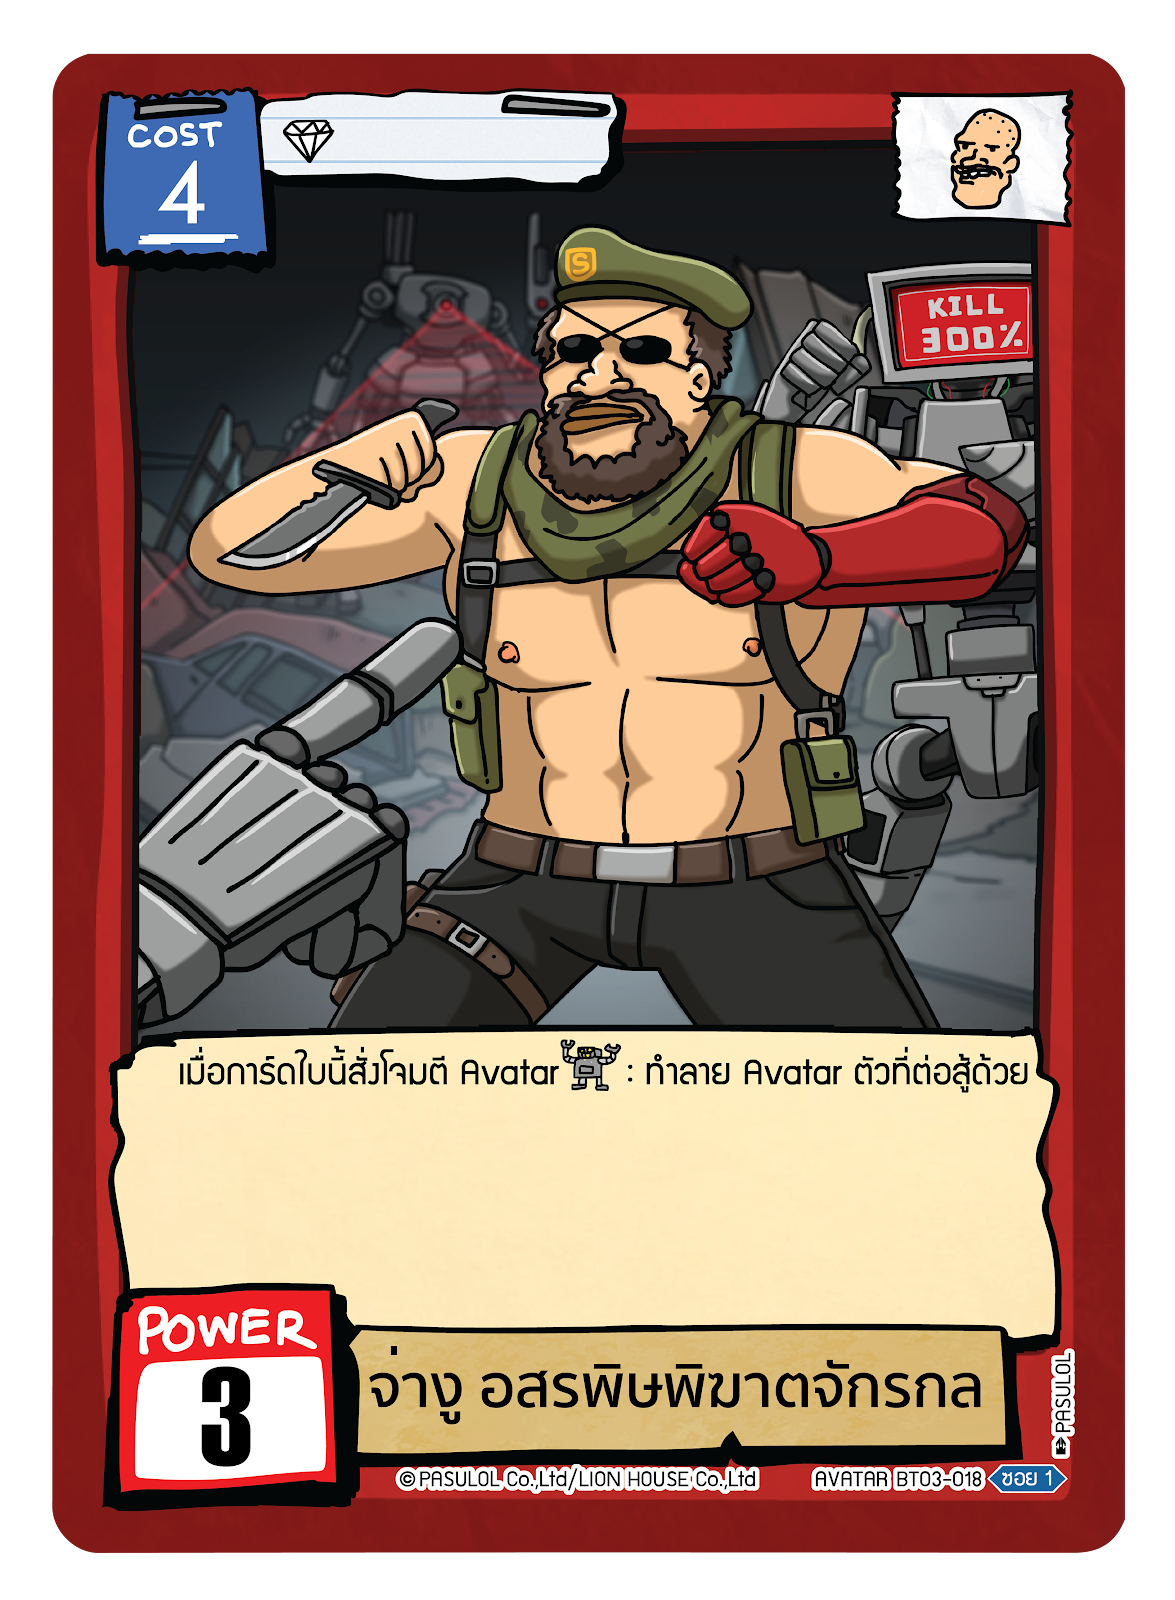 COST
4
S
KILL
300%
เมื่อการ์ดใบนี้สั่งโจมตี Avatar : ทำลาย Avatar ตัวที่ต่อสู้ด้วย
POWER
3
จ่างู อสรพิษพิฆาตจักรกล
PASULOL
© PASULOL Co.,Ltd/LION HOUSE Co.,Ltd
AVATAR BT03-018 ซอย 1